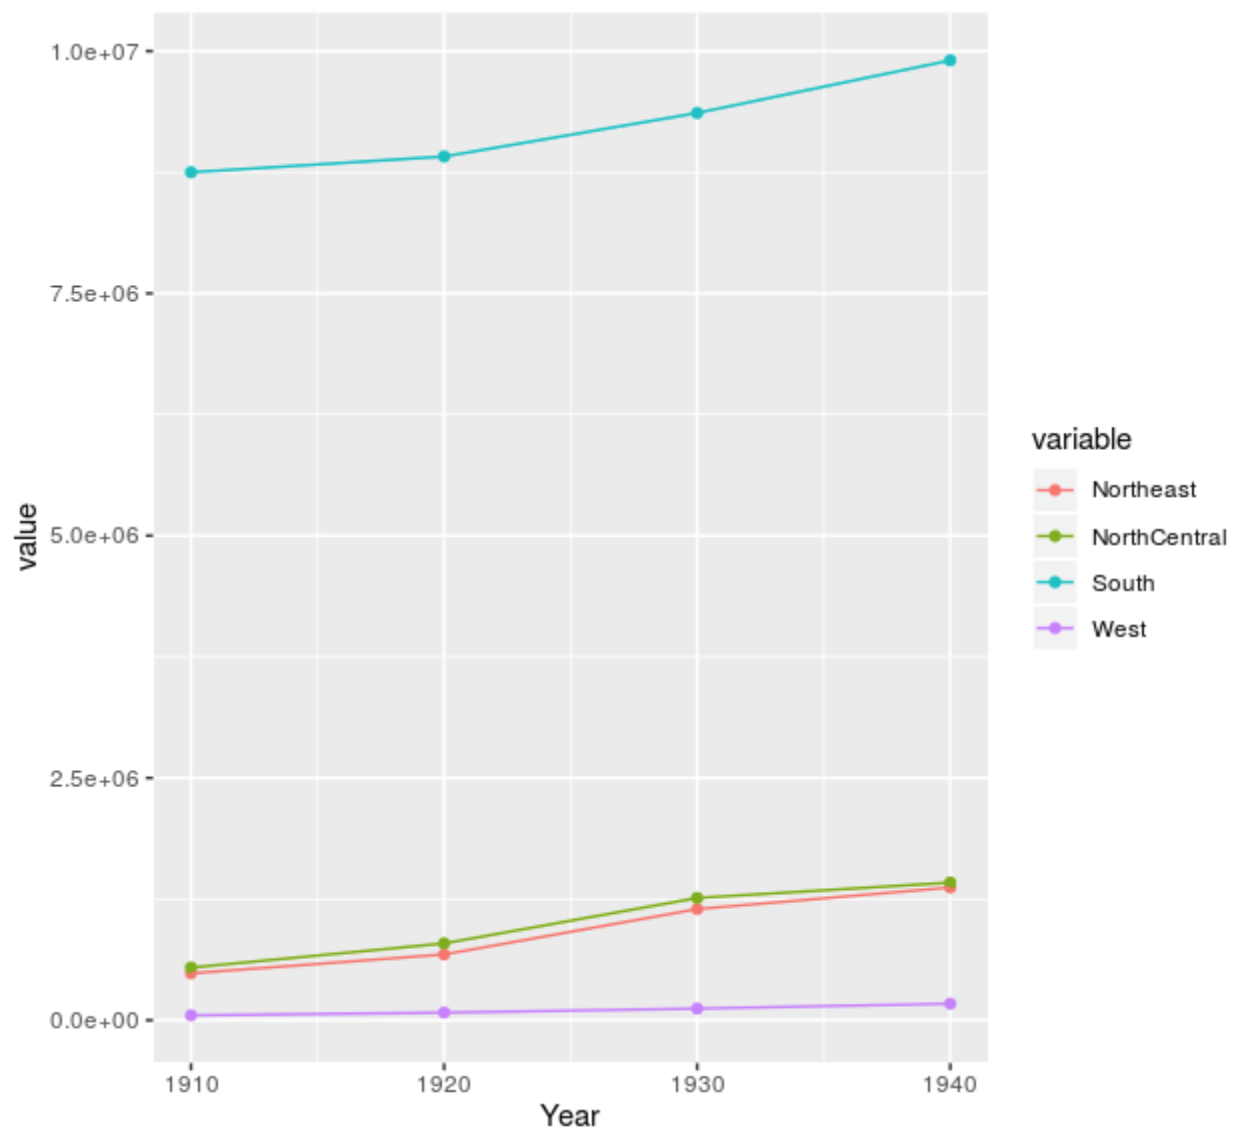 1.0e+07
7.5e+06
5.0e+06
2.5e+06
0.0e+00
value
1910 1920 1930 1940
Year
variable
Northeast
NorthCentral
South
West